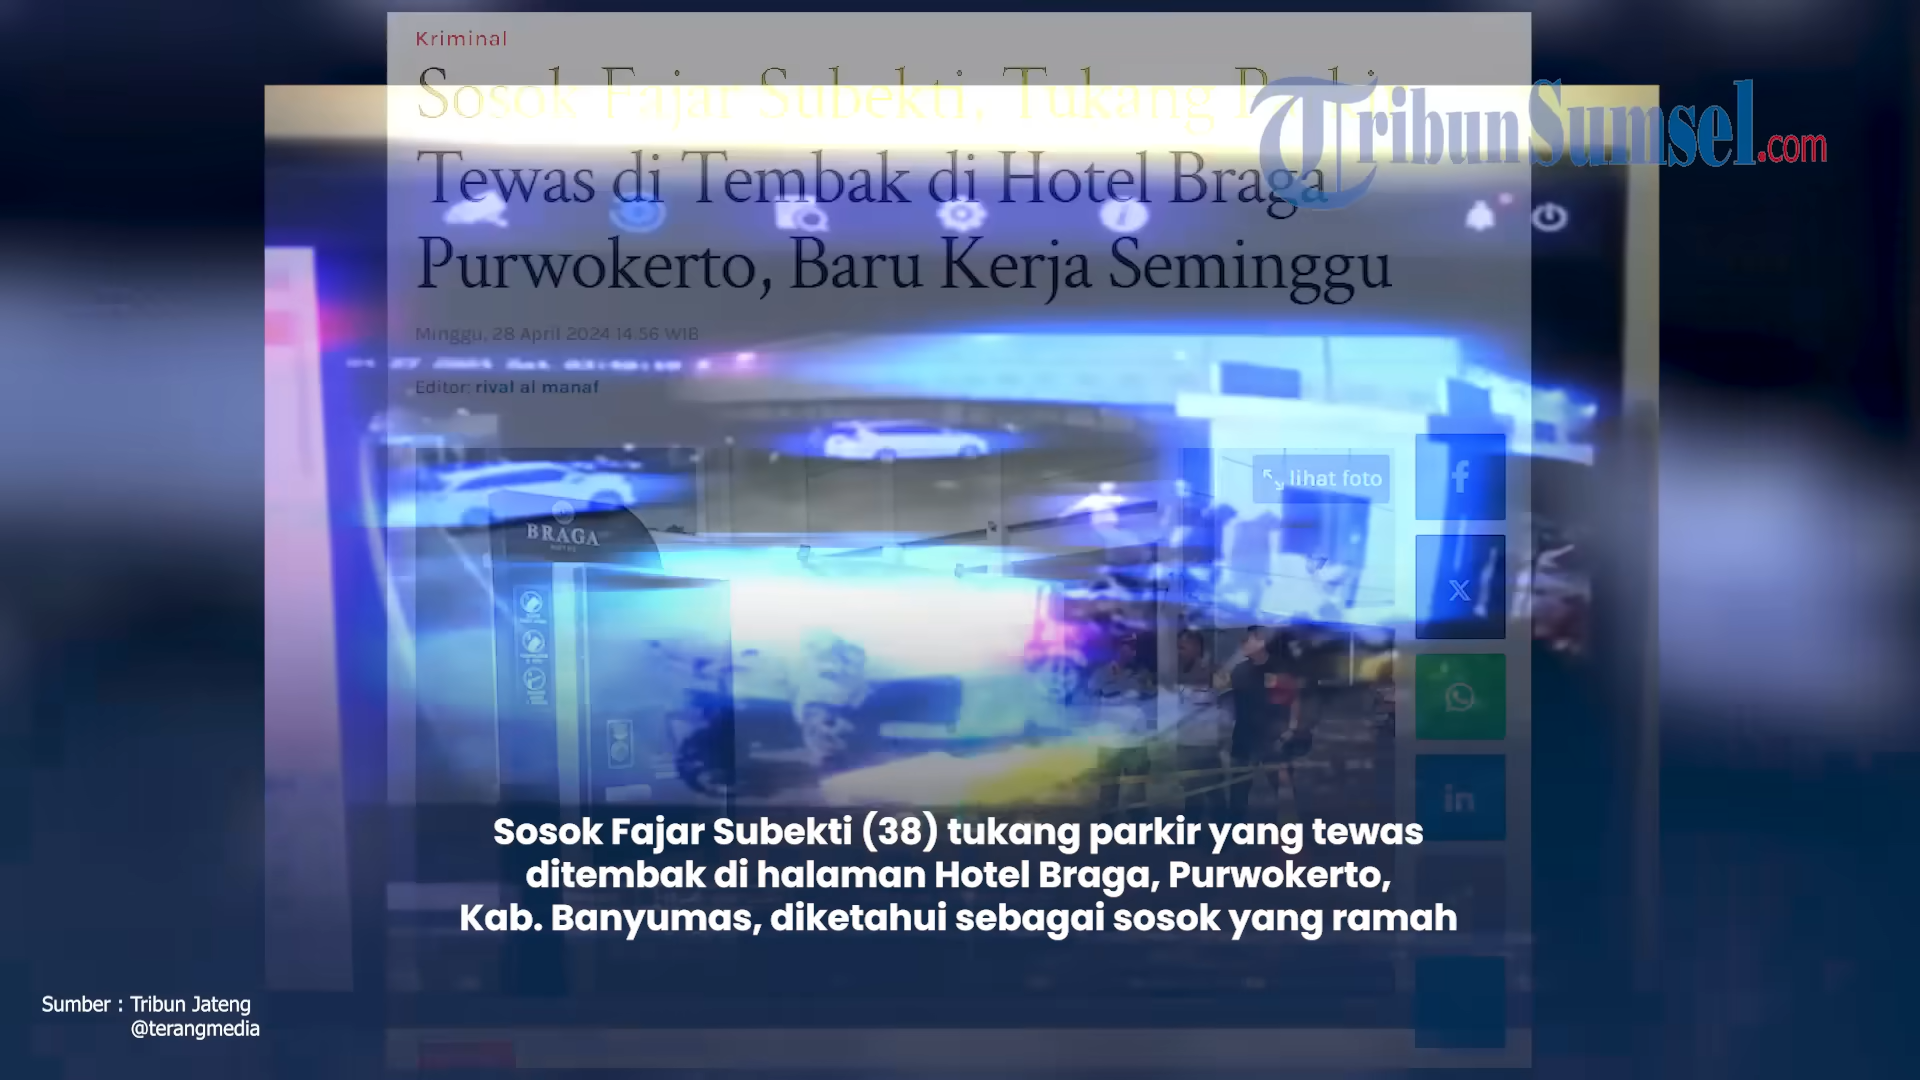 Kriminal
Sosok Fajar Subekti, Tukang Parkir
Tewas di Tembak di Hotel Braga
Purwokerto, Baru Kerja Seminggu
TribunSumsel.com
Minggu, 28 April 2024 14:56 WIB
Editor: rival al manaf
lihat foto
BRAGA
Sosok Fajar Subekti (38) tukang parkir yang tewas
ditembak di halaman Hotel Braga, Purwokerto,
Kab. Banyumas, diketahui sebagai sosok yang ramah
Sumber : Tribun Jateng
@terangmedia